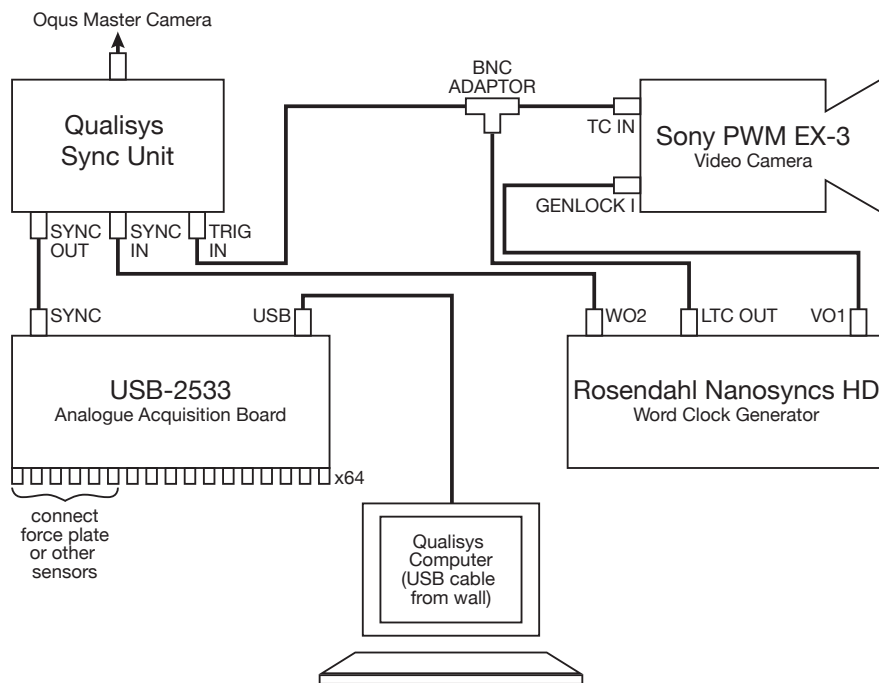 Oqus Master Camera
Qualisys
Sync Unit
SYNC
OUT
SYNC
IN
TRIG
IN
BNC
ADAPTOR
TC IN
GENLOCK I
Sony PWM EX-3
Video Camera
SYNC
USB
USB-2533
Analogue Acquisition Board
x64
connect
force plate
or other
sensors
WO2
LTC OUT
VO1
Rosendahl Nanosyncs HD
Word Clock Generator
Qualisys
Computer
(USB cable
from wall)